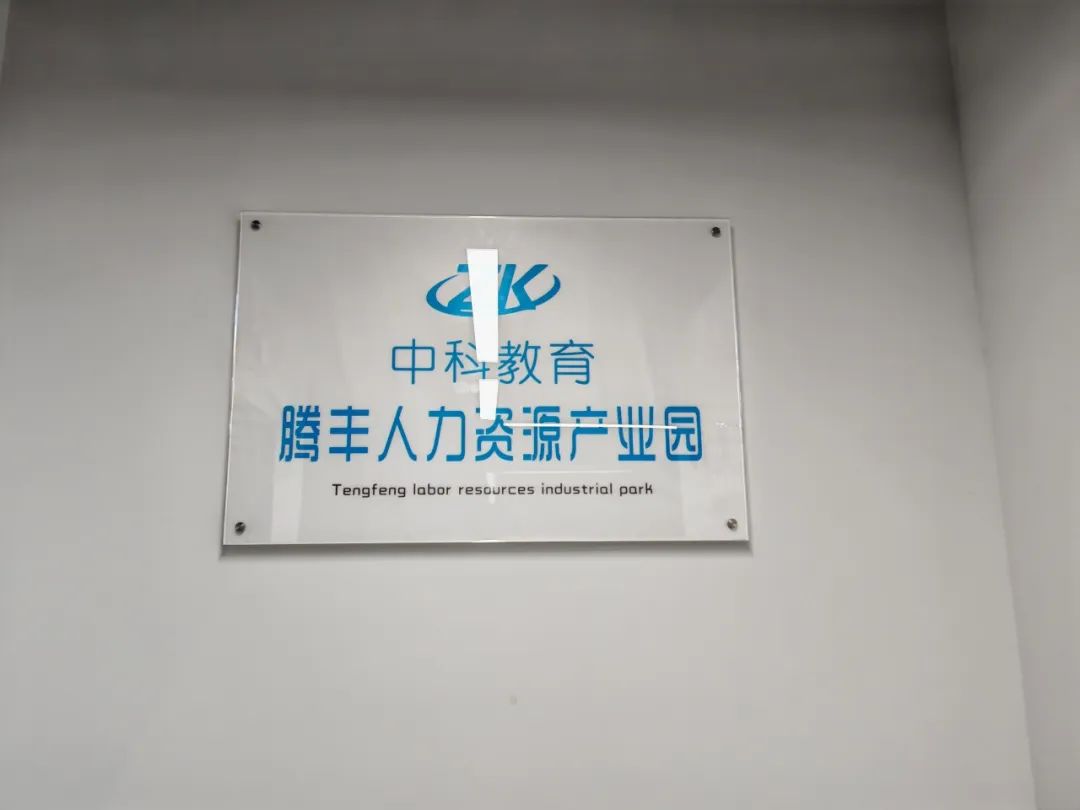 ZK
中科教育
腾丰人力资源产业园
Tengfeng labor resources industrial park